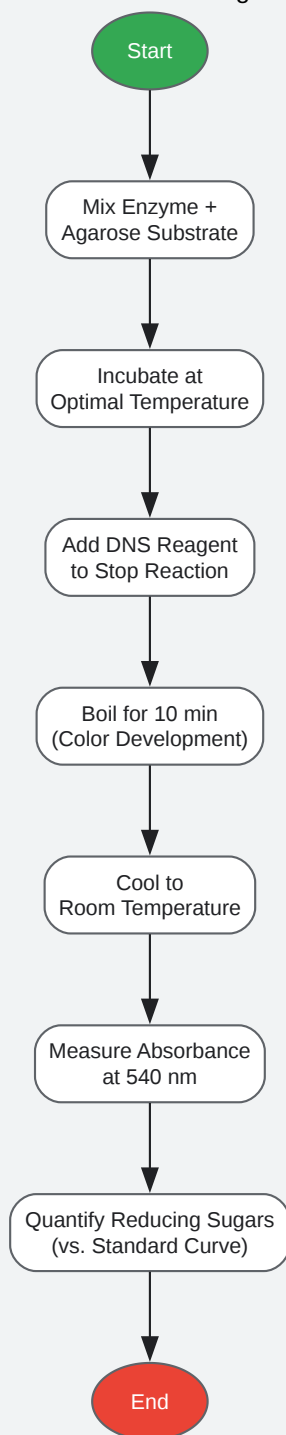 Start
Mix Enzyme +
Agarose Substrate
Incubate at
Optimal Temperature
Add DNS Reagent
to Stop Reaction
Boil for 10 min
(Color Development)
Cool to
Room Temperature
Measure Absorbance
at 540 nm
Quantify Reducing Sugars
(vs. Standard Curve)
End